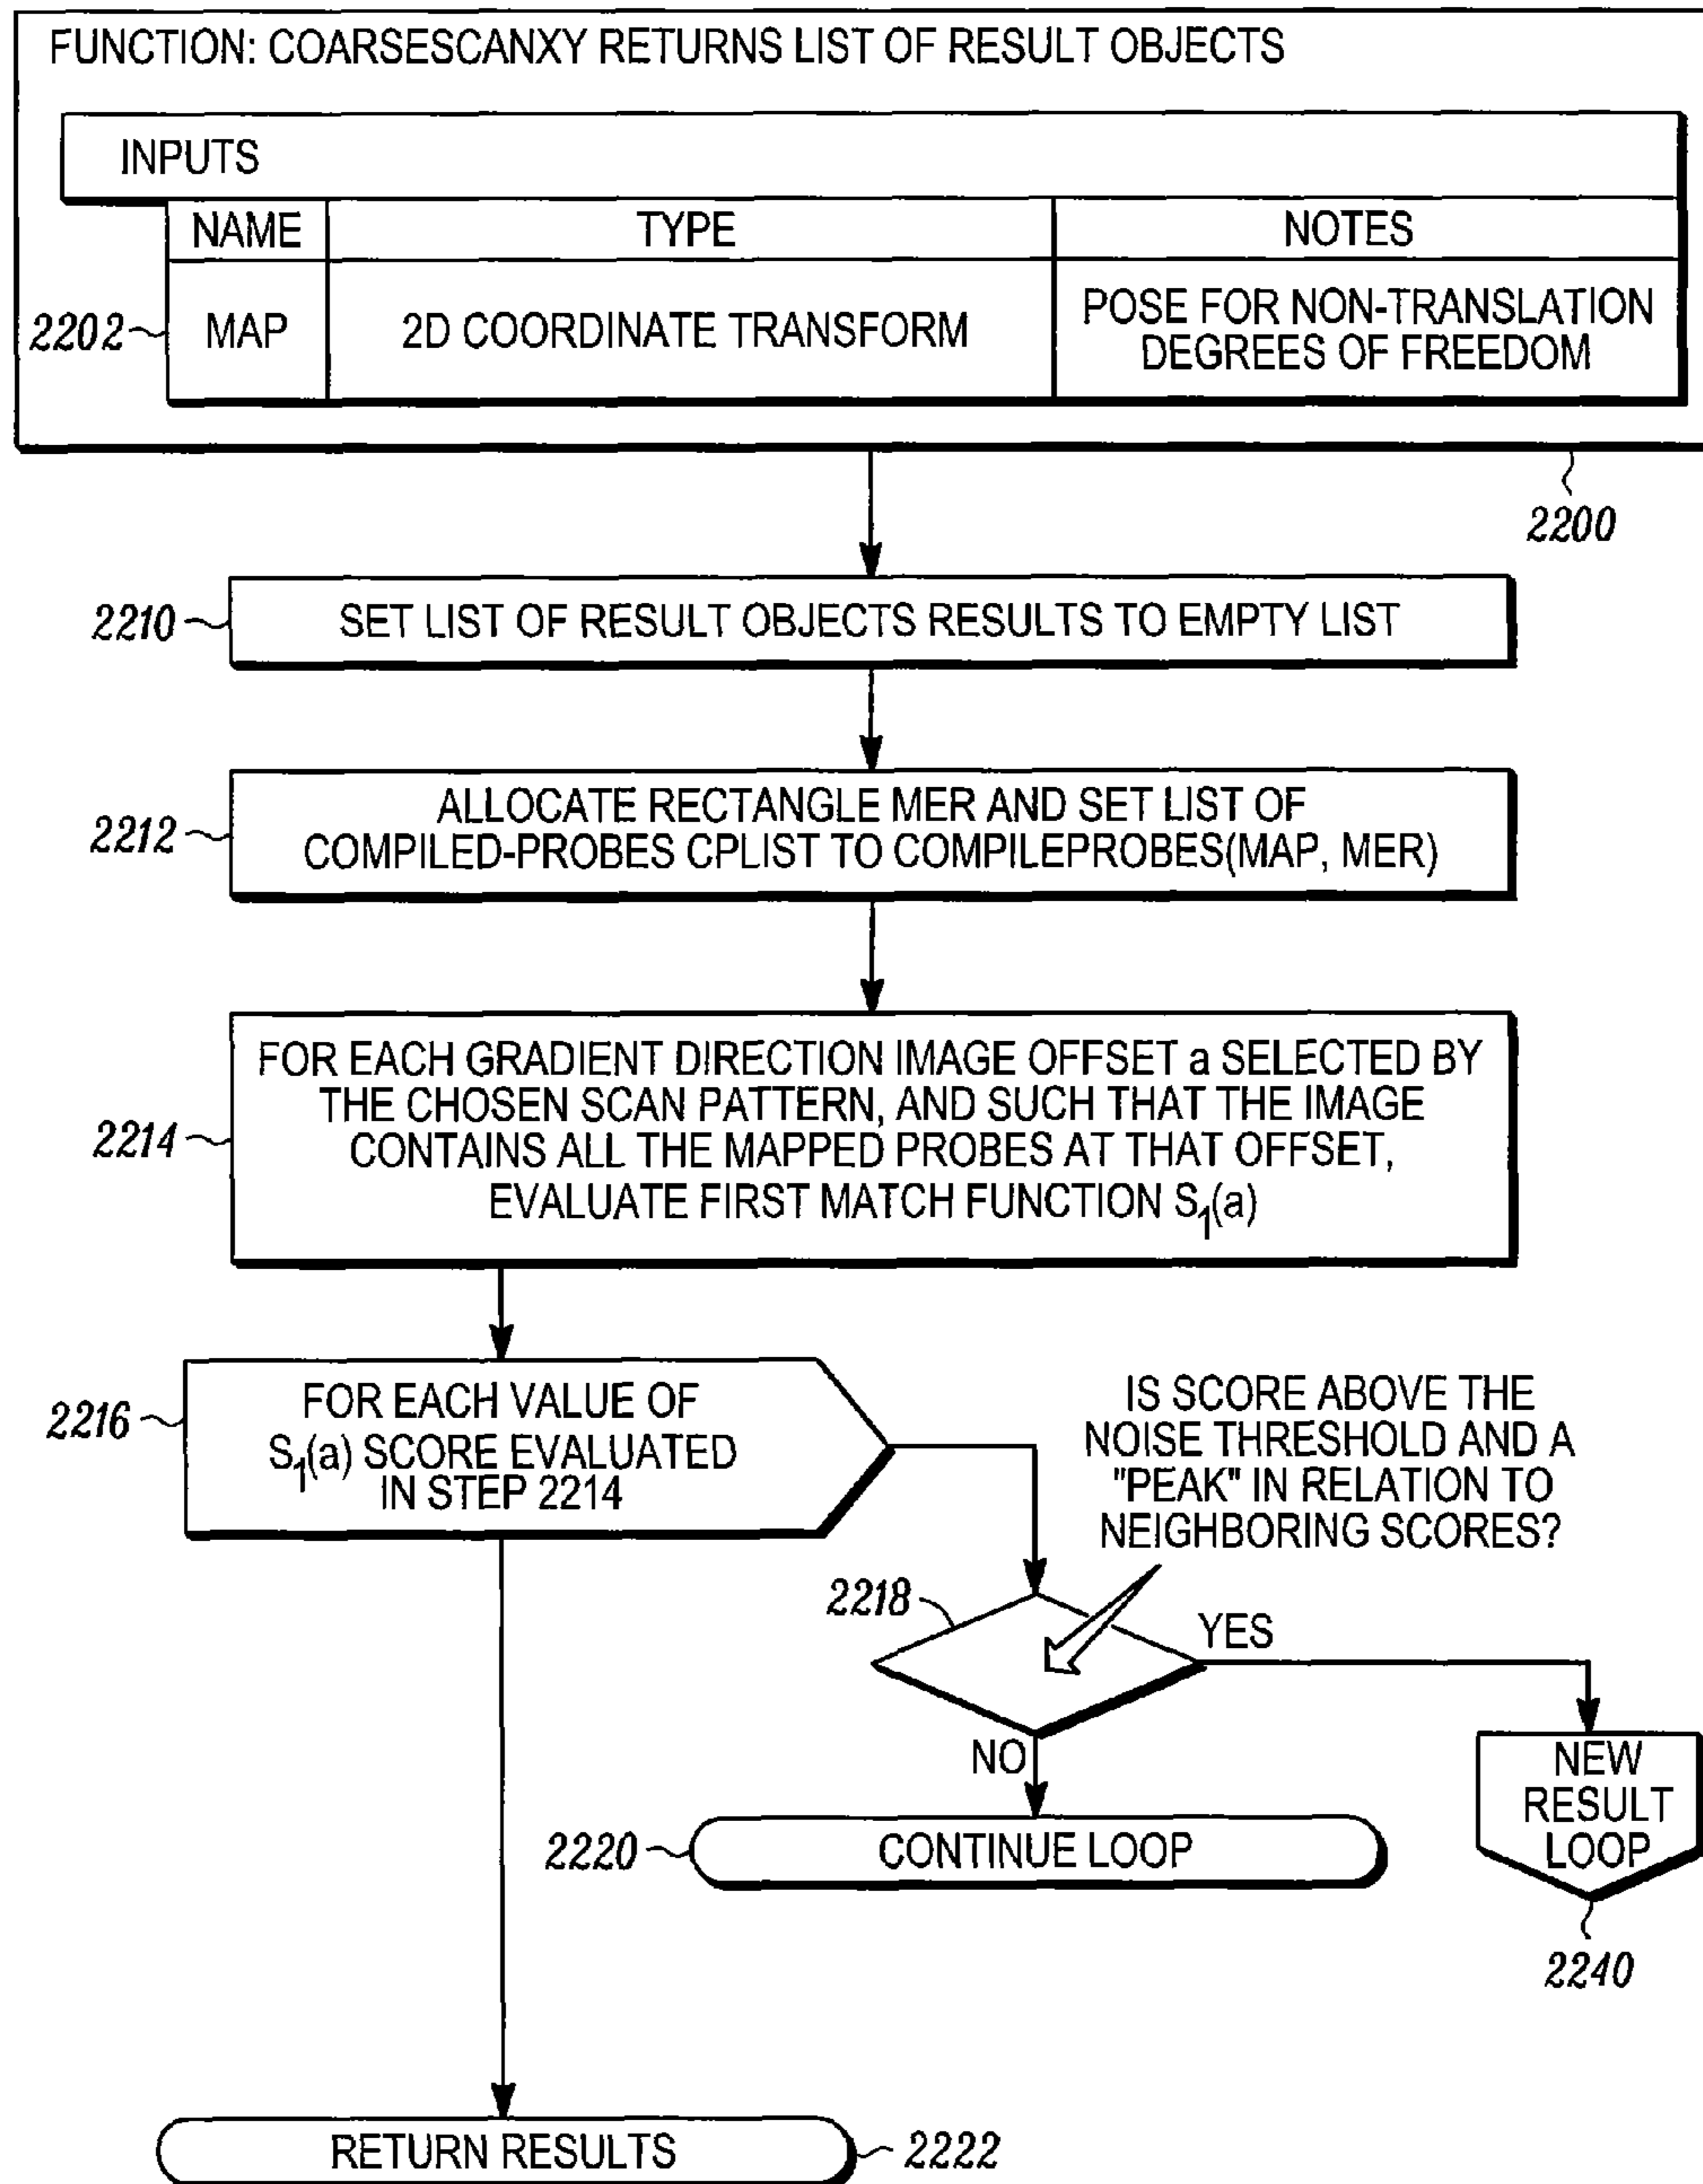 FUNCTION: COARSESCANXY RETURNS LIST OF RESULT OBJECTS
INPUTS
NAME TYPE NOTES
2202 MAP 2D COORDINATE TRANSFORM POSE FOR NON-TRANSLATION
DEGREES OF FREEDOM
2200
2210 SET LIST OF RESULT OBJECTS RESULTS TO EMPTY LIST
2212 ALLOCATE RECTANGLE MER AND SET LIST OF
COMPILED-PROBES CPLIST TO COMPILEPROBES(MAP, MER)
2214 FOR EACH GRADIENT DIRECTION IMAGE OFFSET a SELECTED BY
THE CHOSEN SCAN PATTERN, AND SUCH THAT THE IMAGE
CONTAINS ALL THE MAPPED PROBES AT THAT OFFSET,
EVALUATE FIRST MATCH FUNCTION S₁(a)
2216 FOR EACH VALUE OF
S₁(a) SCORE EVALUATED
IN STEP 2214
IS SCORE ABOVE THE
NOISE THRESHOLD AND A
"PEAK" IN RELATION TO
NEIGHBORING SCORES?
2218
YES
NO
NEW
RESULT
LOOP
2220 CONTINUE LOOP
2240
RETURN RESULTS 2222